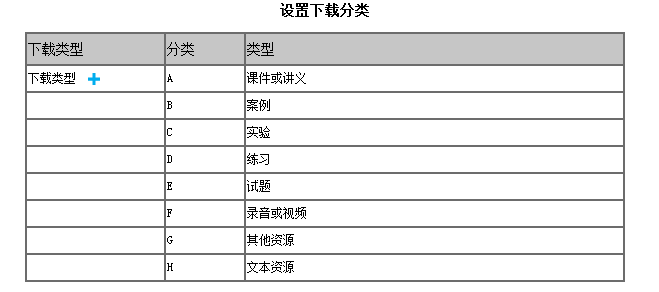 设置下载分类
下载类型 分类 类型
下载类型 A 课件或讲义
B 案例
C 实验
D 练习
E 试题
F 录音或视频
G 其他资源
H 文本资源